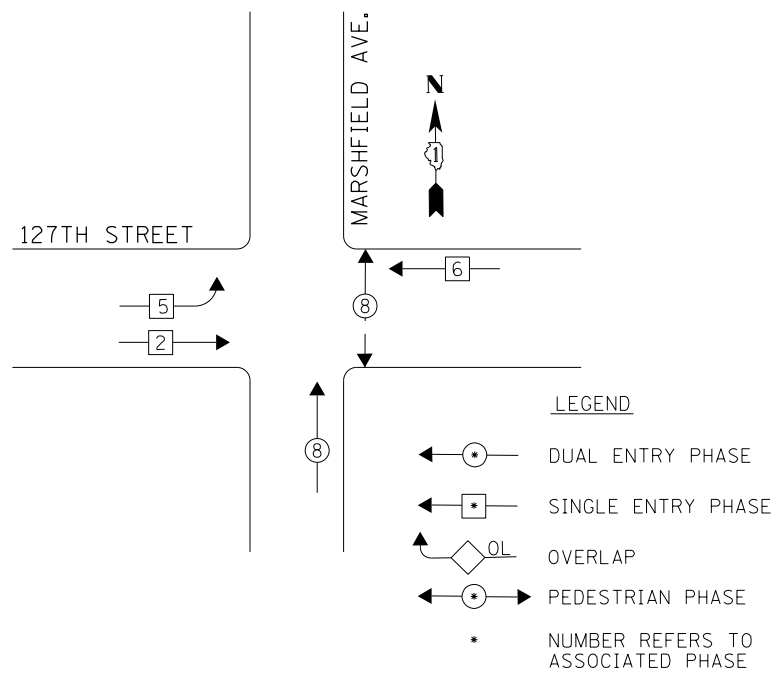 MARSHFIELD AVE.
N
1
127TH STREET
6
5
8
2
8
LEGEND
* DUAL ENTRY PHASE
* SINGLE ENTRY PHASE
OL OVERLAP
* PEDESTRIAN PHASE
* NUMBER REFERS TO
ASSOCIATED PHASE